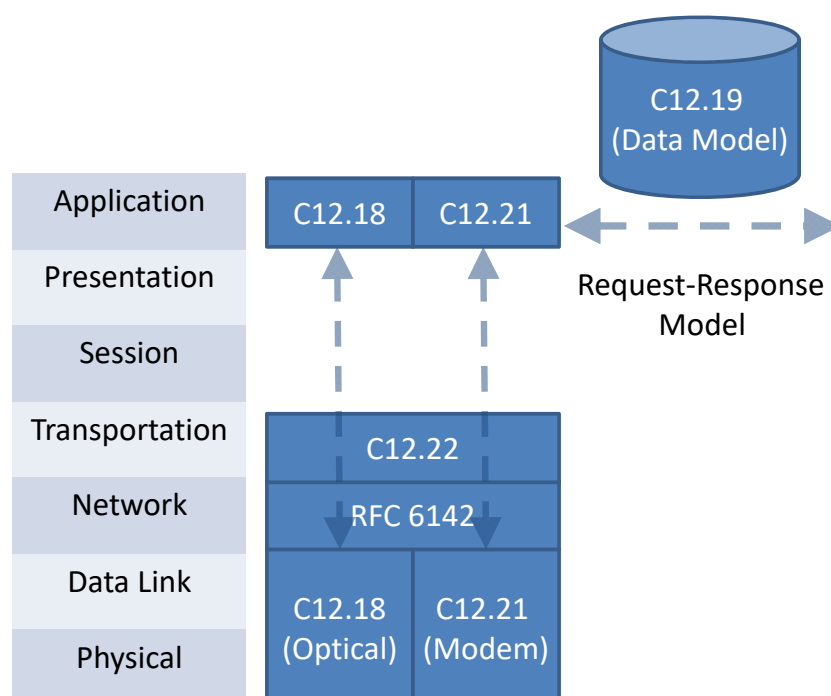 C12.19
(Data Model)
Application
C12.18
C12.21
Presentation
Request-Response
Model
Session
Transportation
C12.22
Network
RFC 6142
Data Link
C12.18
(Optical)
C12.21
(Modem)
Physical